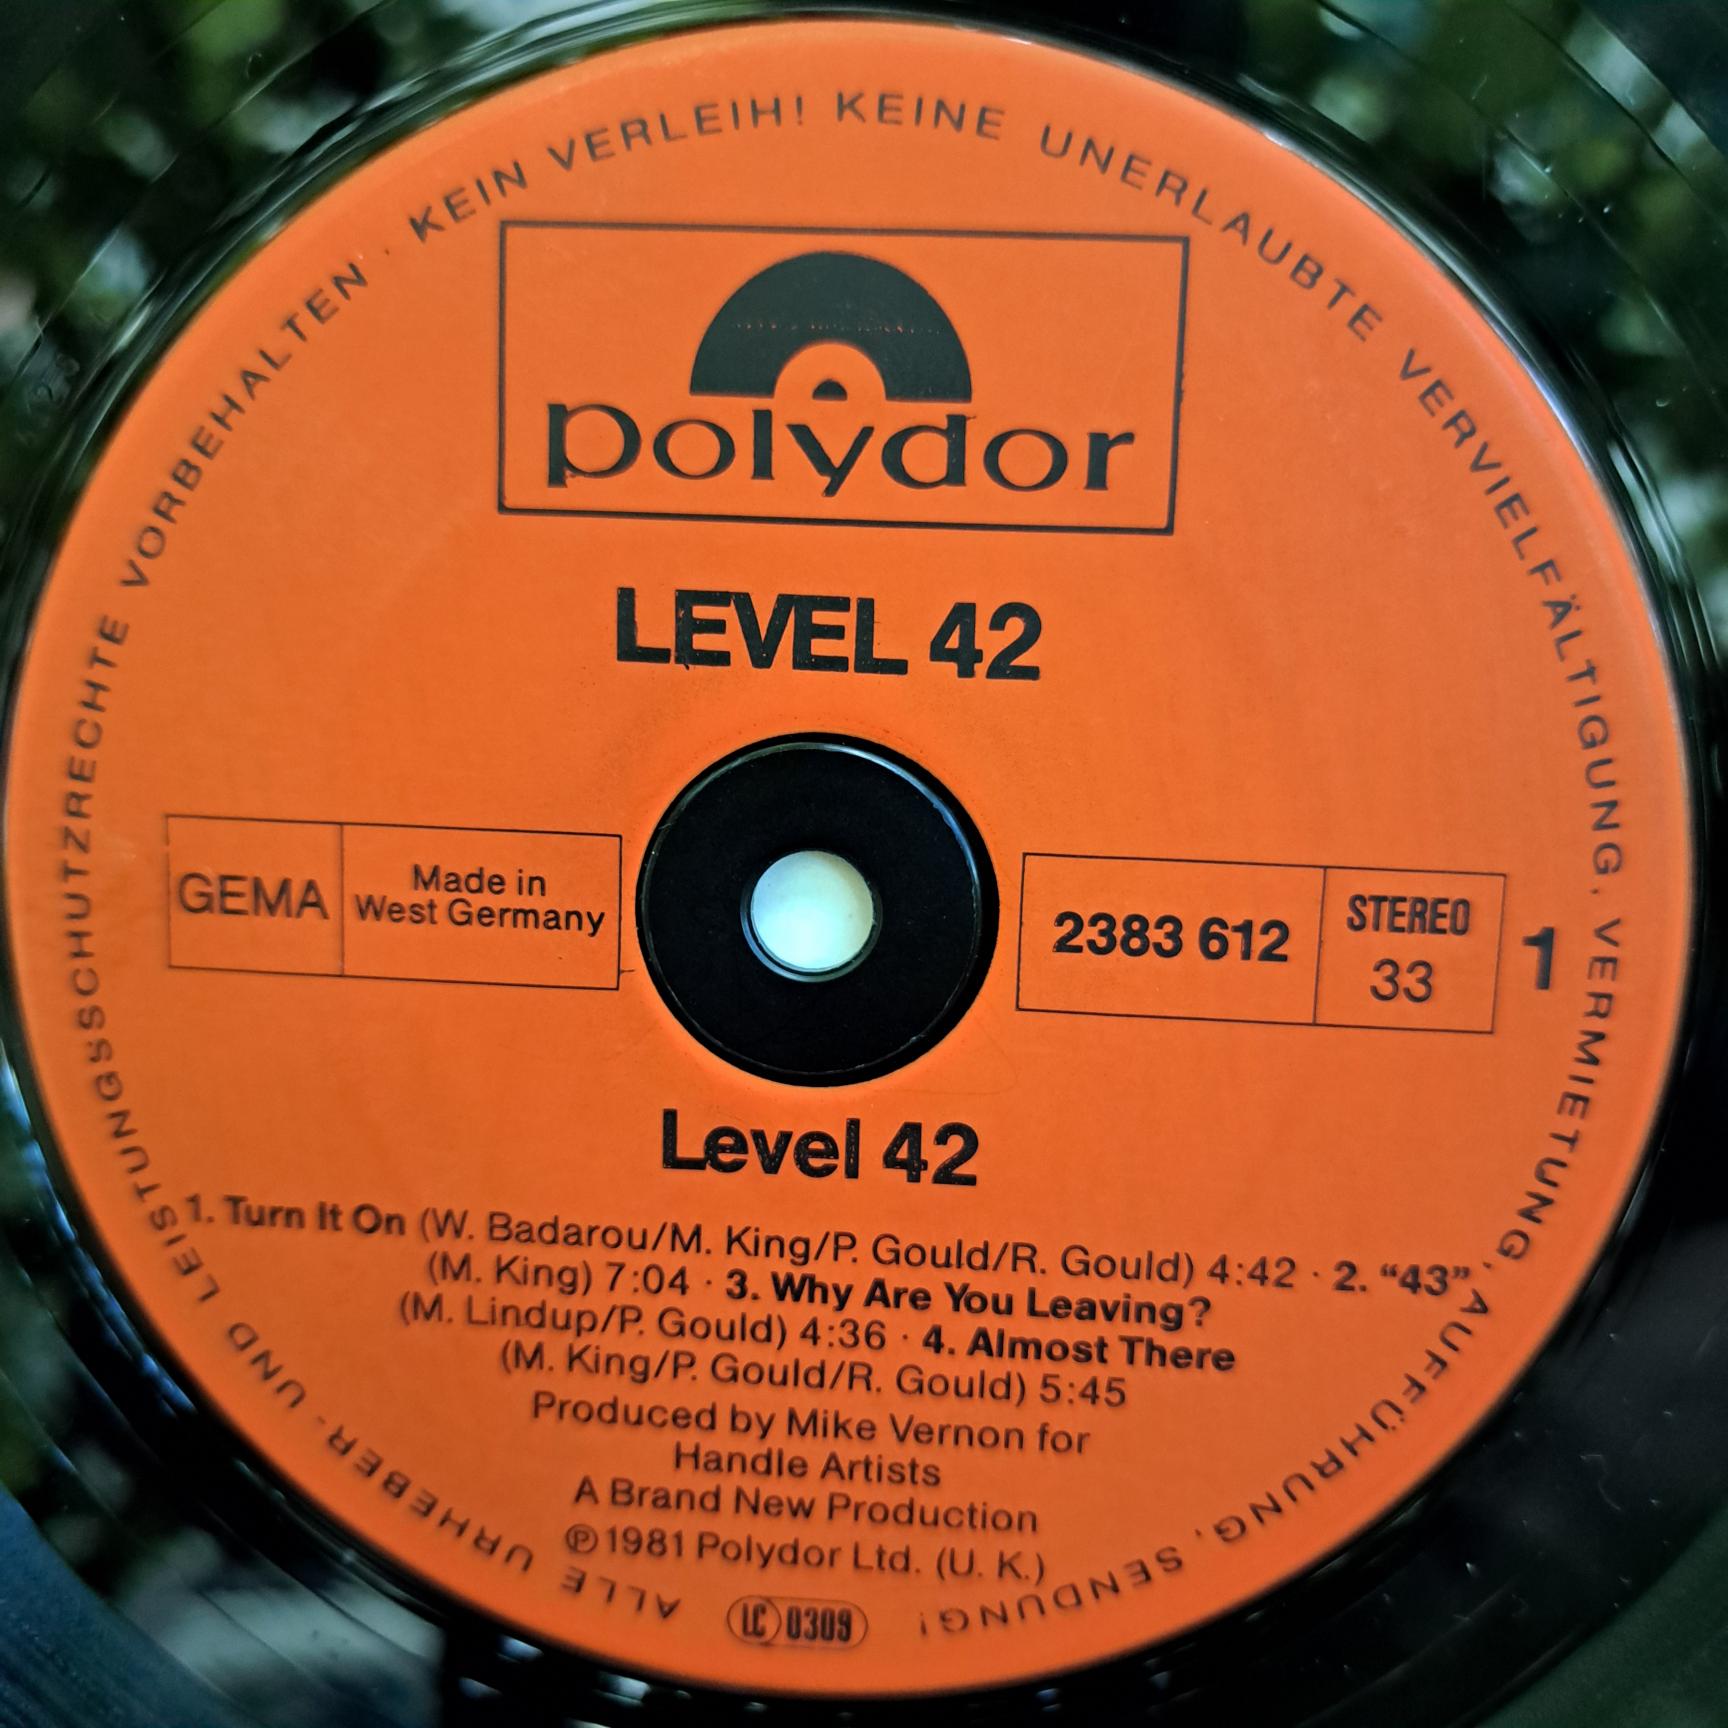 ALLE URHEBER- UND LEISTUNGSSCHUTZRECHTE VORBEHALTEN · KEIN VERLEIH! KEINE UNERLAUBTE VERVIELFÄLTIGUNG, VERMIETUNG, AUFFÜHRUNG, SENDUNG!
polydor
LEVEL 42
GEMA
Made in
West Germany
2383 612
STEREO
33
1
Level 42
1. Turn It On (W. Badarou/M. King/P. Gould/R. Gould) 4:42 · 2. “43”
(M. King) 7:04 · 3. Why Are You Leaving?
(M. Lindup/P. Gould) 4:36 · 4. Almost There
(M. King/P. Gould/R. Gould) 5:45
Produced by Mike Vernon for
Handle Artists
A Brand New Production
℗ 1981 Polydor Ltd. (U. K.)
LC 0309